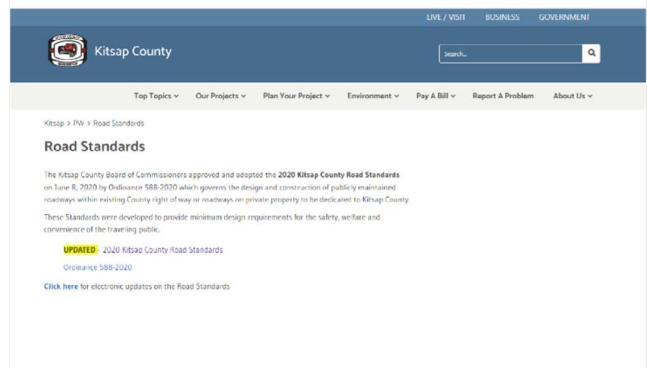 LIVE / VISIT BUSINESS GOVERNMENT
Kitsap County
Search...
Top Topics Our Projects Plan Your Project Environment Pay A Bill Report A Problem About Us
Kitsap > PW > Road Standards
Road Standards
The Kitsap County Board of Commissioners approved and adopted the 2020 Kitsap County Road Standards
on June 8, 2020 by Ordinance 588-2020 which governs the design and construction of publicly maintained
roadways within existing County right of way or roadways on private property to be dedicated to Kitsap County
These Standards were developed to provide minimum design requirements for the safety, welfare and
convenience of the traveling public.
UPDATED - 2020 Kitsap County Road Standards
Ordinance 588-2020
Click here for electronic updates on the Road Standards